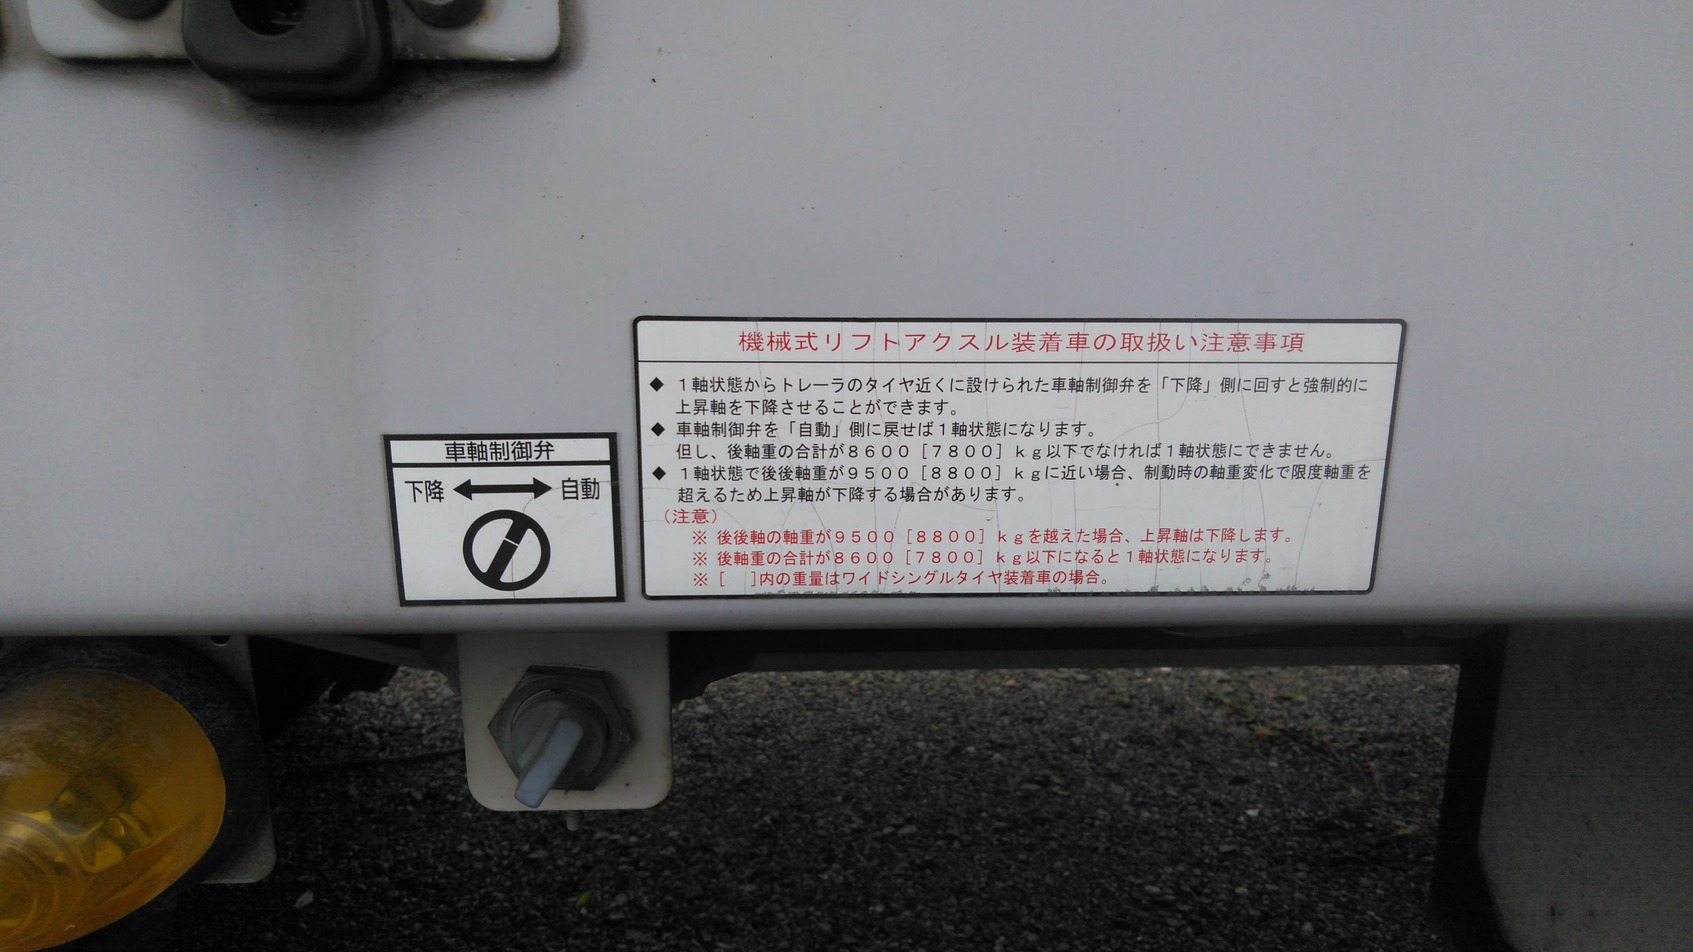 機械式リフトアクスル装着車の取扱い注意事項
◆ 1軸状態からトレーラのタイヤ近くに設けられた車軸制御弁を「下降」側に回すと強制的に
上昇軸を下降させることができます。
◆ 車軸制御弁を「自動」側に戻せば1軸状態になります。
但し、後軸重の合計が8600[7800]kg以下でなければ1軸状態にできません。
◆ 1軸状態で後後軸重が9500[8800]kgに近い場合、制動時の軸重変化で限度軸重を
超えるため上昇軸が下降する場合があります。
(注意)
※ 後後軸の軸重が9500[8800]kgを越えた場合、上昇軸は下降します。
※ 後軸重の合計が8600[7800]kg以下になると1軸状態になります。
※[ ]内の重量はワイドシングルタイヤ装着車の場合。
車軸制御弁
下降 ↔ 自動